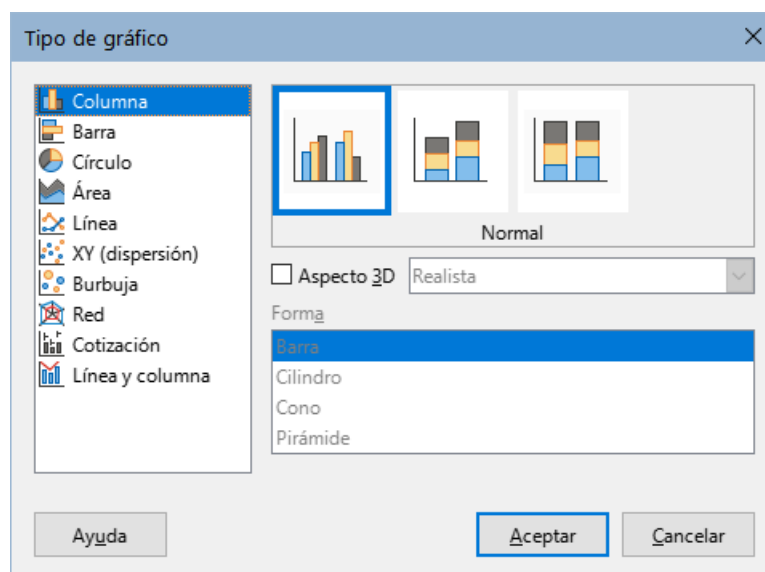 Tipo de gráfico
Columna
Barra
Círculo
Área
Línea
XY (dispersión)
Burbuja
Red
Cotización
Línea y columna
Normal
Aspecto 3D
Realista
Forma
Barra
Cilindro
Cono
Pirámide
Ayuda
Aceptar
Cancelar